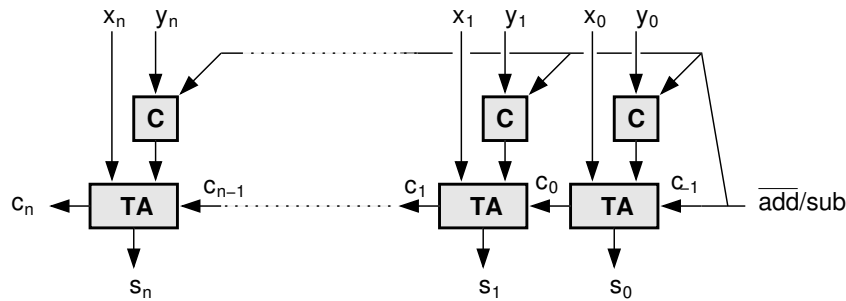 xₙ yₙ x₁ y₁ x₀ y₀
C C C
cₙ TA cₙ₋₁ c₁ TA c₀ TA c₋₁ a̅d̅d̅/sub
sₙ s₁ s₀